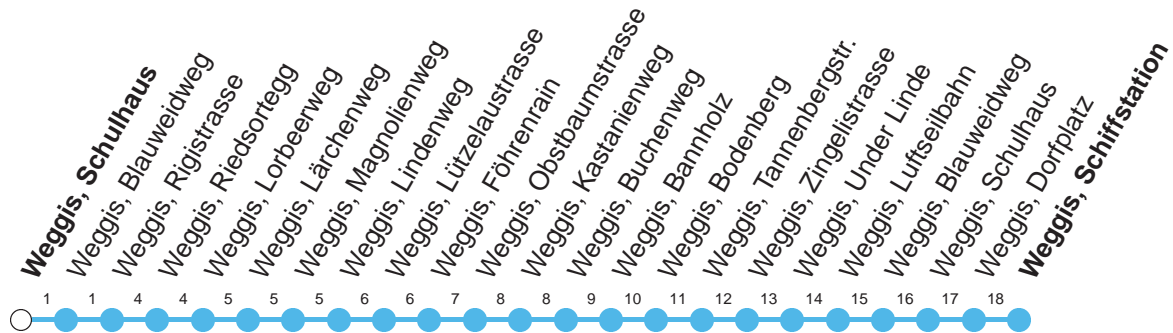 Weggis, Schulhaus
Weggis, Blauweidweg
Weggis, Rigistrasse
Weggis, Riedsortegg
Weggis, Lorbeerweg
Weggis, Lärchenweg
Weggis, Magnolienweg
Weggis, Lindenweg
Weggis, Lützelaustrasse
Weggis, Föhrenrain
Weggis, Obstbaumstrasse
Weggis, Kastanienweg
Weggis, Buchenweg
Weggis, Bannholz
Weggis, Bodenberg
Weggis, Tannenbergstr.
Weggis, Zingelistrasse
Weggis, Under Linde
Weggis, Luftseilbahn
Weggis, Blauweidweg
Weggis, Schulhaus
Weggis, Dorfplatz
Weggis, Schiffstation
1 1 4 4 5 5 5 6 6 7 8 8 9 10 11 12 13 14 15 16 17 18